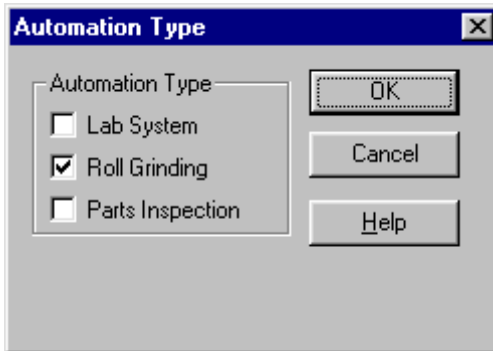 Automation Type
Automation Type
Lab System
Roll Grinding
Parts Inspection
OK
Cancel
Help